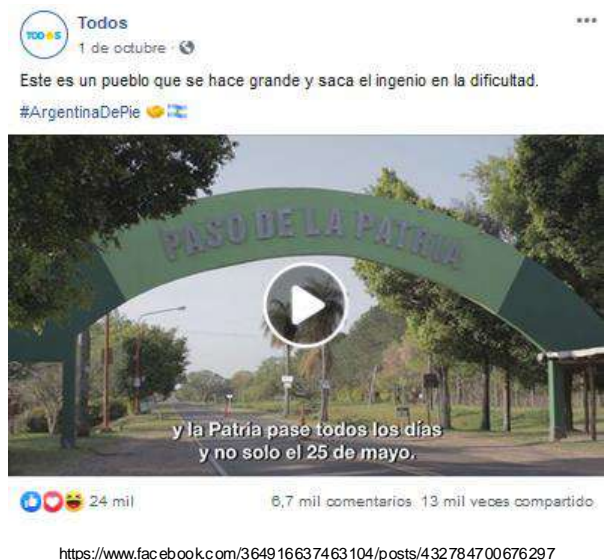 TODOS
Todos
1 de octubre
Este es un pueblo que se hace grande y saca el ingenio en la dificultad.
#ArgentinaDePie
PASO DE LA PATRIA
y la Patria pase todos los días
y no solo el 25 de mayo.
24 mil
6,7 mil comentarios 13 mil veces compartido
https://www.facebook.com/364916637463104/posts/432784700676297